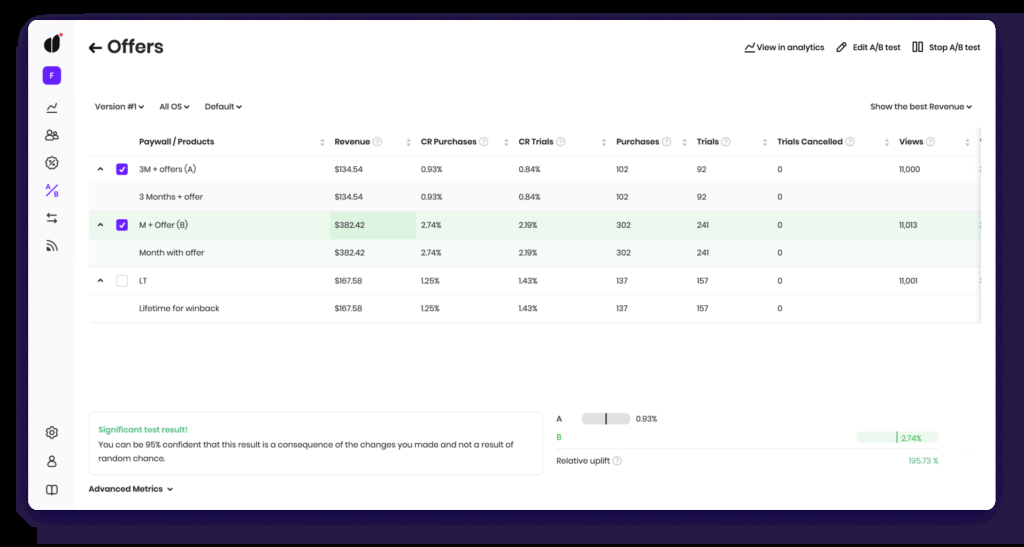 ← Offers
View in analytics Edit A/B test Stop A/B test
F
Version #1 All OS Default Show the best Revenue
Paywall / Products Revenue ? CR Purchases ? CR Trials ? Purchases ? Trials ? Trials Cancelled ? Views ?
3M + offers (A) $134.54 0.93% 0.84% 102 92 0 11,000
3 Months + offer $134.54 0.93% 0.84% 102 92 0
A/B
M + Offer (B) $382.42 2.74% 2.19% 302 241 0 11,013
Month with offer $382.42 2.74% 2.19% 302 241 0
LT $167.58 1.25% 1.43% 137 157 0 11,001
Lifetime for winback $167.58 1.25% 1.43% 137 157 0
Significant test result!
You can be 95% confident that this result is a consequence of the changes you made and not a result of
random chance.
A 0.93%
B 2.74%
Relative uplift ? 195.73 %
Advanced Metrics